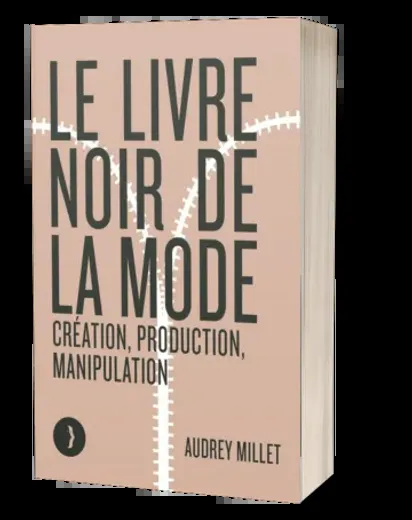 LE LIVRE
NOIR DE
LA MODE
CRÉATION, PRODUCTION,
MANIPULATION
AUDREY MILLET